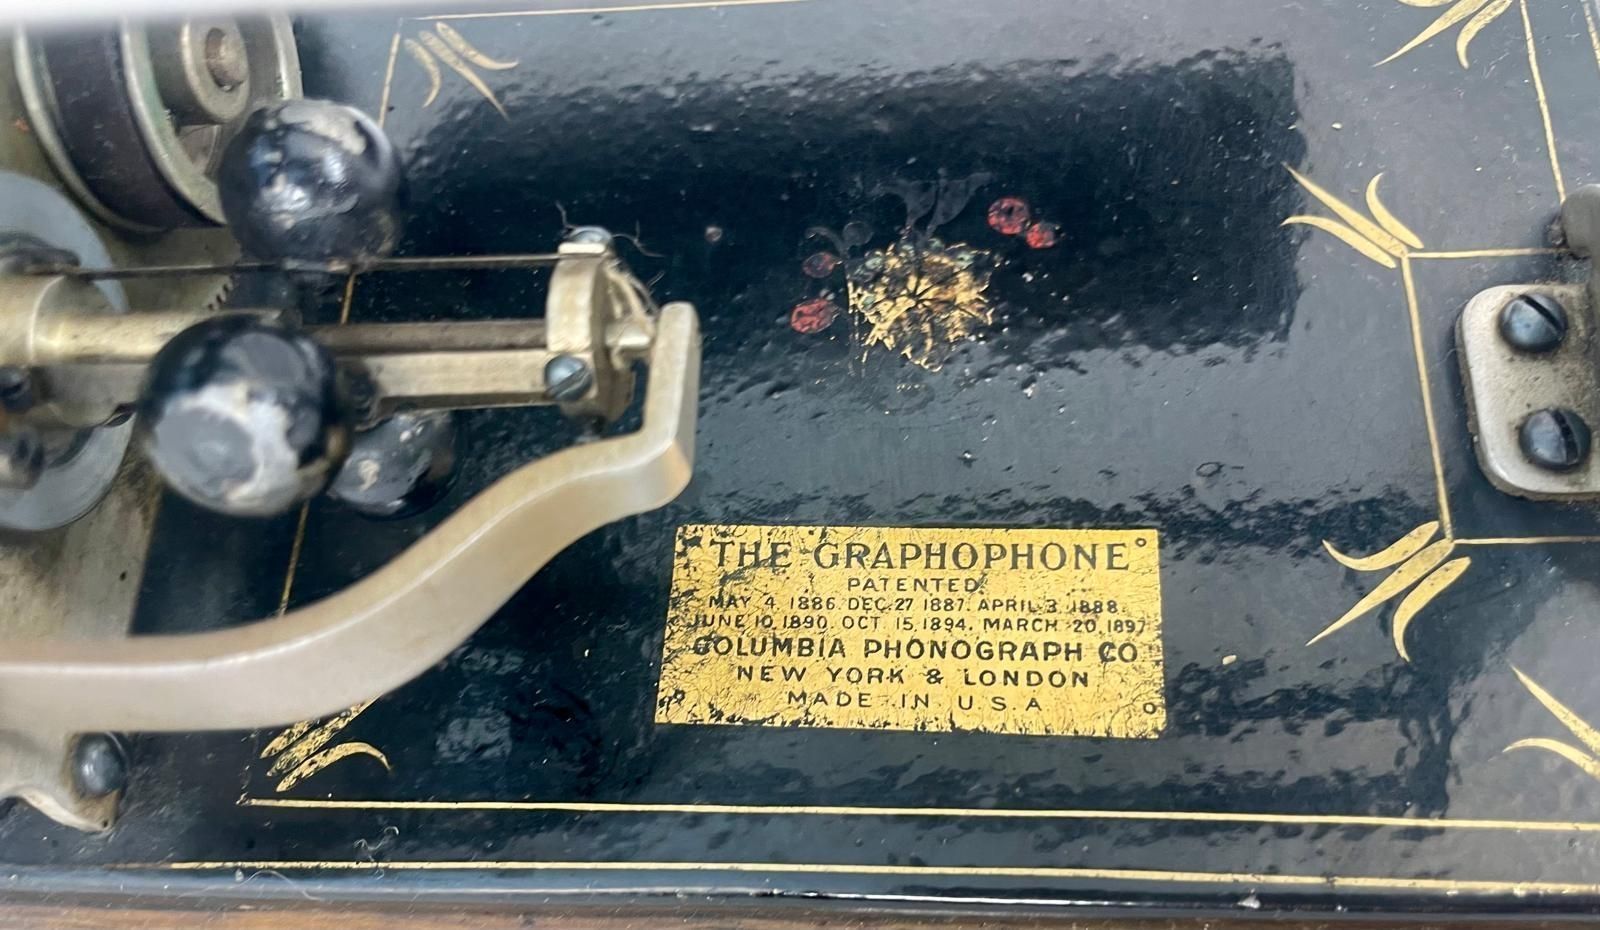 THE GRAPHOPHONE
PATENTED
MAY 4 1886. DEC. 27 1887. APRIL 3 1888.
JUNE 10, 1890. OCT. 15, 1894. MARCH 20 1897
COLUMBIA PHONOGRAPH CO
NEW YORK & LONDON
MADE IN U.S.A